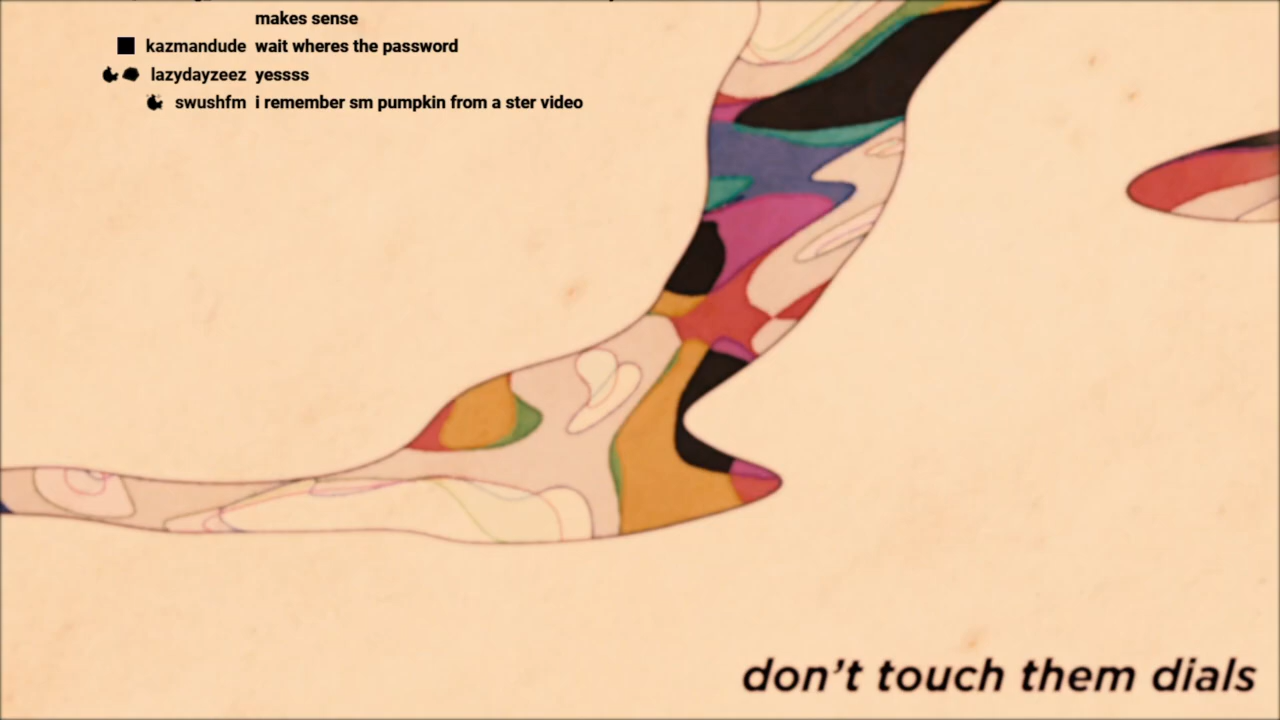 makes sense
kazmandude wait wheres the password
lazydayzeez yessss
swushfm i remember sm pumpkin from a ster video
don't touch them dials